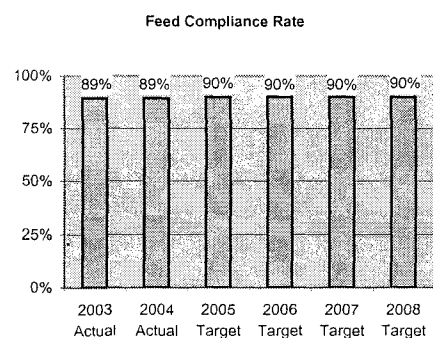 Feed Compliance Rate
100%
75%
50%
25%
0%
89% 89% 90% 90% 90% 90%
2003 2004 2005 2006 2007 2008
Actual Actual Target Target Target Target